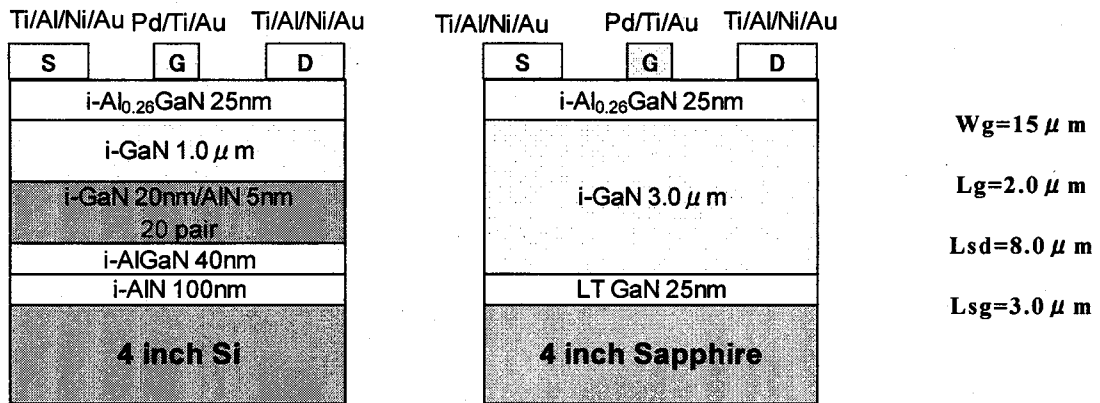 Ti/Al/Ni/Au Pd/Ti/Au Ti/Al/Ni/Au
S G D
i-Al0.26GaN 25nm
i-GaN 1.0 μm
i-GaN 20nm/AlN 5nm
20 pair
i-AlGaN 40nm
i-AlN 100nm
4 inch Si
Ti/Al/Ni/Au Pd/Ti/Au Ti/Al/Ni/Au
S G D
i-Al0.26GaN 25nm
i-GaN 3.0 μm
LT GaN 25nm
4 inch Sapphire
Wg=15 μm
Lg=2.0 μm
Lsd=8.0 μm
Lsg=3.0 μm